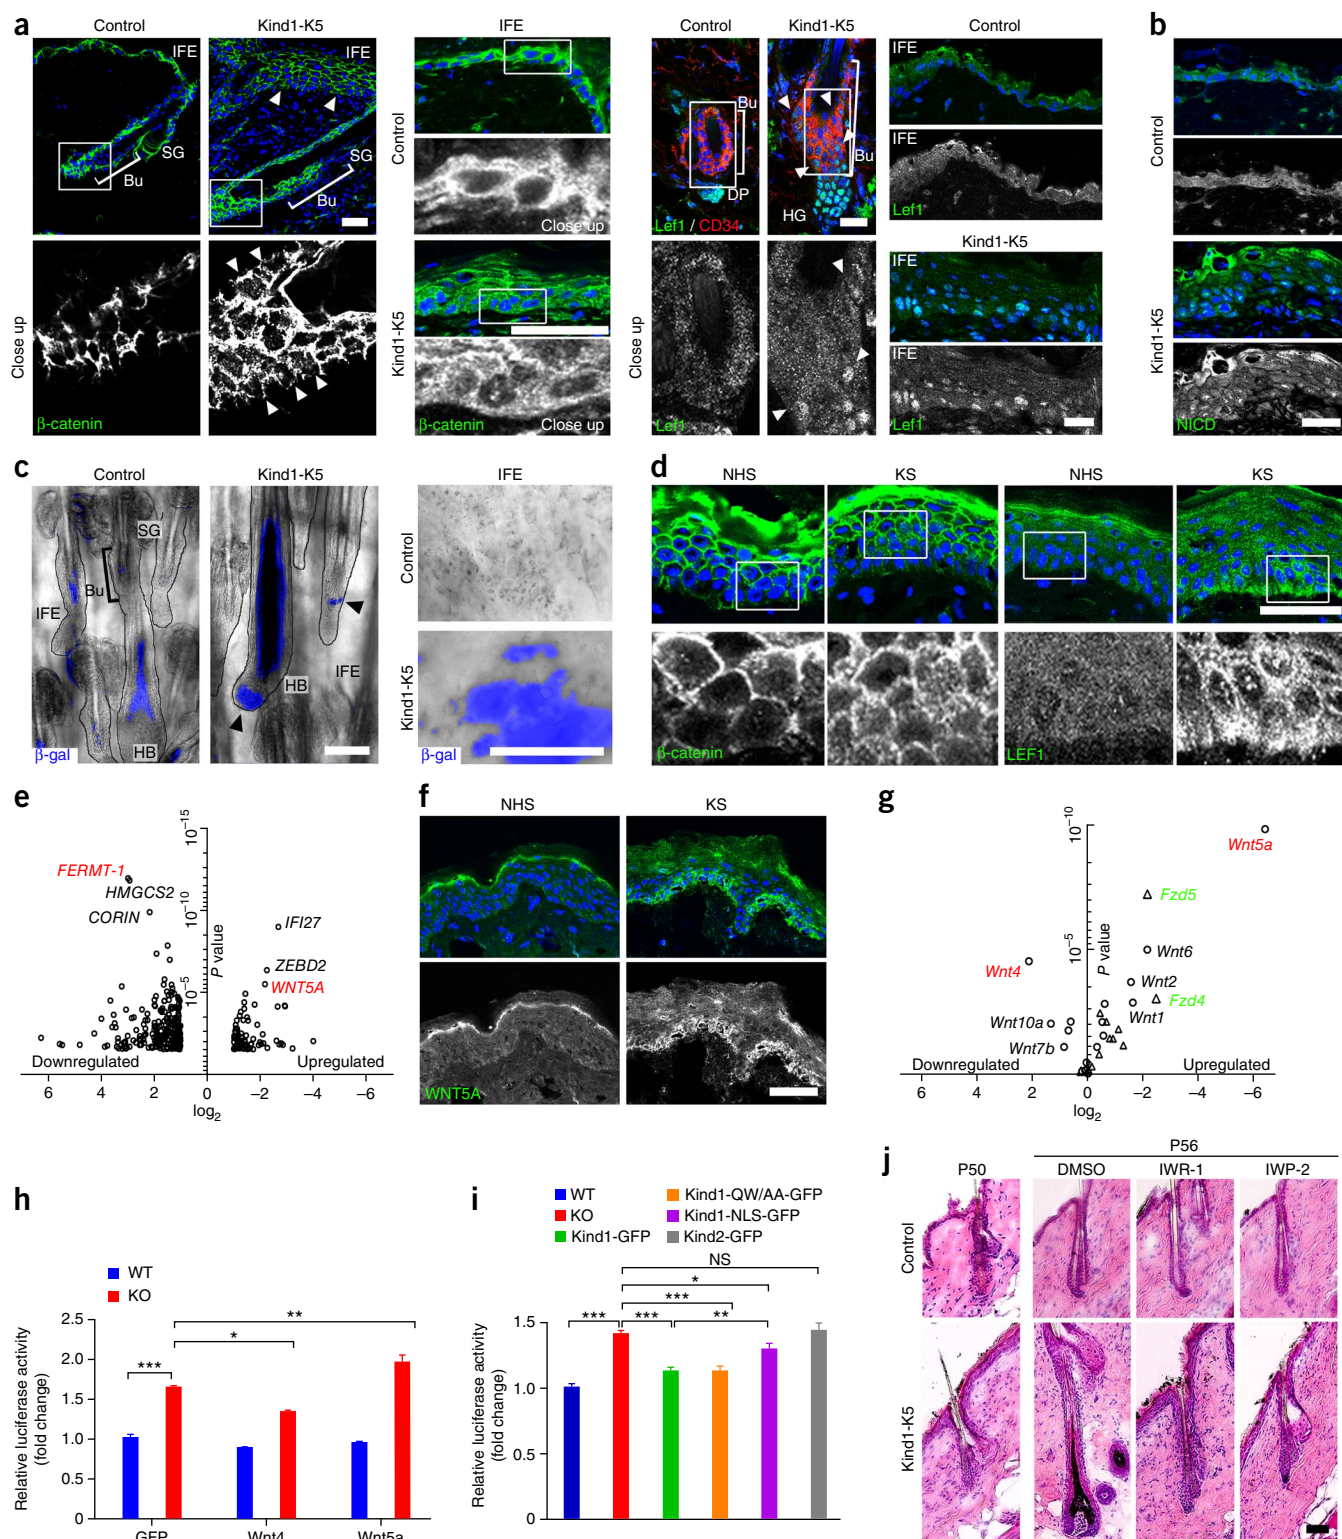 a
Control
Kind1-K5
IFE
IFE
SG
Bu
SG
Bu
Close up
β-catenin
IFE
Control
Close up
Kind1-K5
β-catenin
Close up
Control
Kind1-K5
Bu
DP
Lef1 / CD34
Bu
HG
Close up
Lef1
Control
IFE
IFE
Lef1
Kind1-K5
IFE
IFE
Lef1
b
Control
Kind1-K5
NICD
c
Control
Kind1-K5
IFE
SG
Bu
IFE
HB
β-gal
HB
IFE
Control
Kind1-K5
β-gal
d
NHS
KS
NHS
KS
β-catenin
LEF1
e
10-15
10-10
10-5
P value
FERMT-1
HMGCS2
CORIN
IFI27
ZEBD2
WNT5A
Downregulated
Upregulated
6
4
2
0
−2
−4
−6
log2
f
NHS
KS
WNT5A
g
10-10
10-5
P value
Wnt5a
Fzd5
Wnt6
Wnt4
Wnt2
Fzd4
Wnt1
Wnt10a
Wnt7b
Downregulated
Upregulated
6
4
2
0
−2
−4
−6
log2
h
WT
KO
Relative luciferase activity
(fold change)
2.5
2.0
1.5
1.0
0.5
0
***
*
**
GFP
Wnt4
Wnt5a
i
WT
KO
Kind1-GFP
Kind1-QW/AA-GFP
Kind1-NLS-GFP
Kind2-GFP
Relative luciferase activity
(fold change)
1.5
1.0
0.5
0
NS
*
***
***
***
**
j
P56
P50
DMSO
IWR-1
IWP-2
Control
Kind1-K5